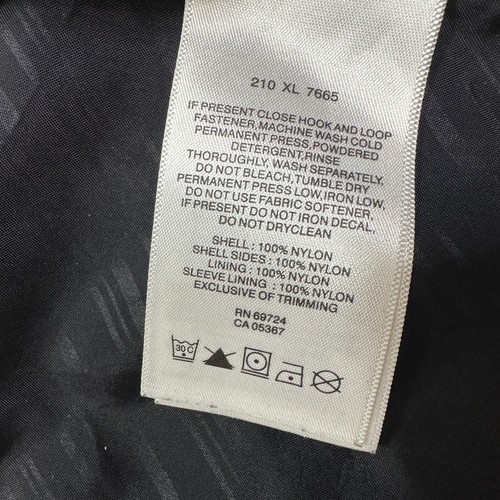 210 XL 7665
IF PRESENT CLOSE HOOK AND LOOP
FASTENER,MACHINE WASH COLD
PERMANENT PRESS,POWDERED
DETERGENT,RINSE
THOROUGHLY, WASH SEPARATELY,
DO NOT BLEACH, TUMBLE DRY
PERMANENT PRESS LOW, IRON LOW.
DO NOT USE FABRIC SOFTENER,
IF PRESENT DO NOT IRON DECAL.
DO NOT DRYCLEAN
SHELL : 100% NYLON
SHELL SIDES : 100% NYLON
LINING : 100% NYLON
SLEEVE LINING : 100% NYLON
EXCLUSIVE OF TRIMMING
RN 69724
CA 05367
30 C